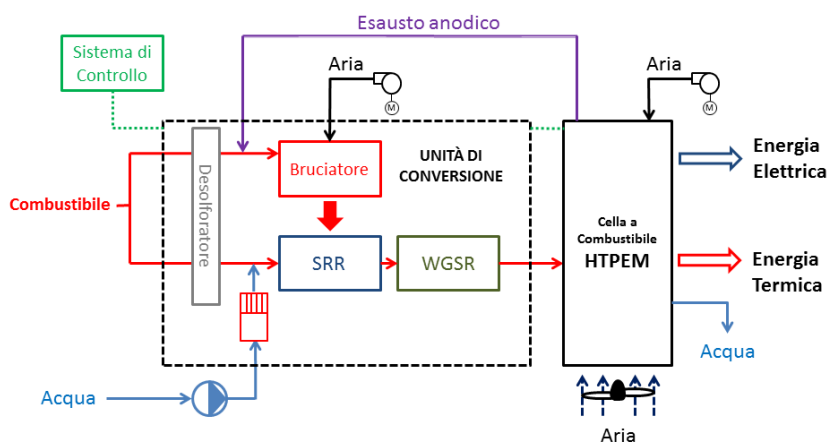 Esausto anodico
Sistema di
Controllo
Aria
M
Aria
M
Desolforatore
Bruciatore
UNITÀ DI
CONVERSIONE
Energia
Elettrica
Combustibile
Cella a
Combustibile
HTPEM
SRR
WGSR
Energia
Termica
Acqua
Acqua
Aria